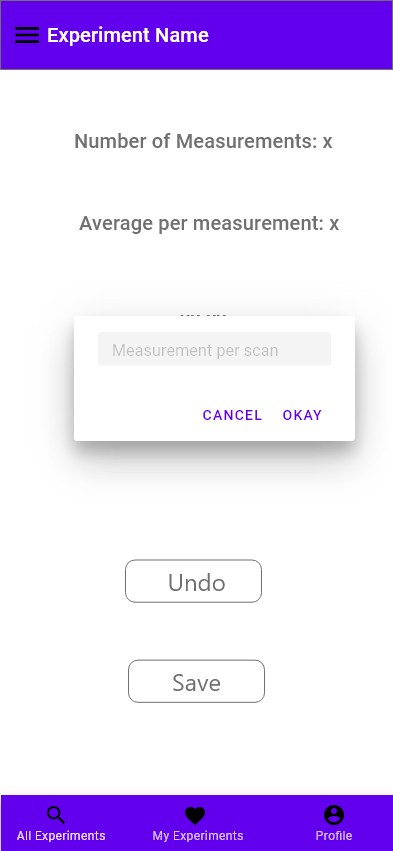 Experiment Name
Number of Measurements: x
Average per measurement: x
Measurement per scan
CANCEL OKAY
Undo
Save
All Experiments My Experiments Profile